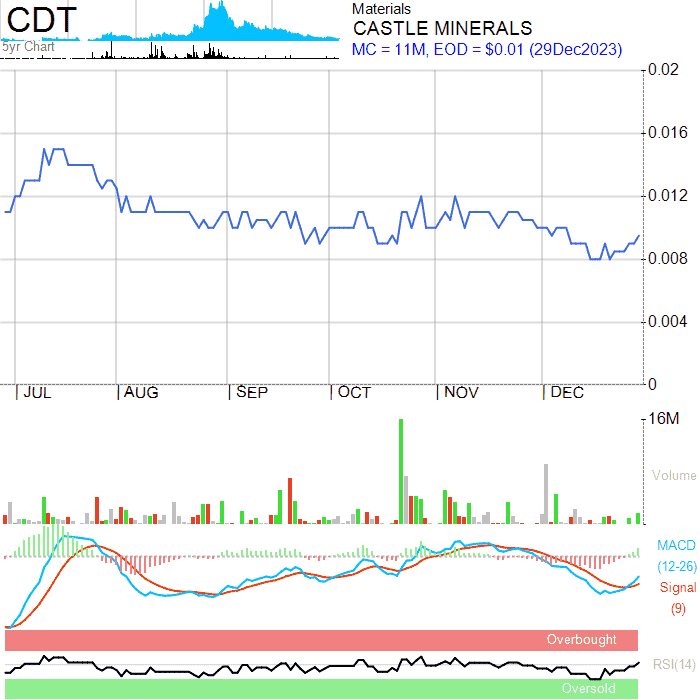 CDT
5yr Chart
Materials
CASTLE MINERALS
MC = 11M, EOD = $0.01 (29Dec2023)
0.02
0.016
0.012
0.008
0.004
0
JUL AUG SEP OCT NOV DEC
16M
Volume
MACD
(12-26)
Signal
(9)
Overbought
RSI(14)
Oversold